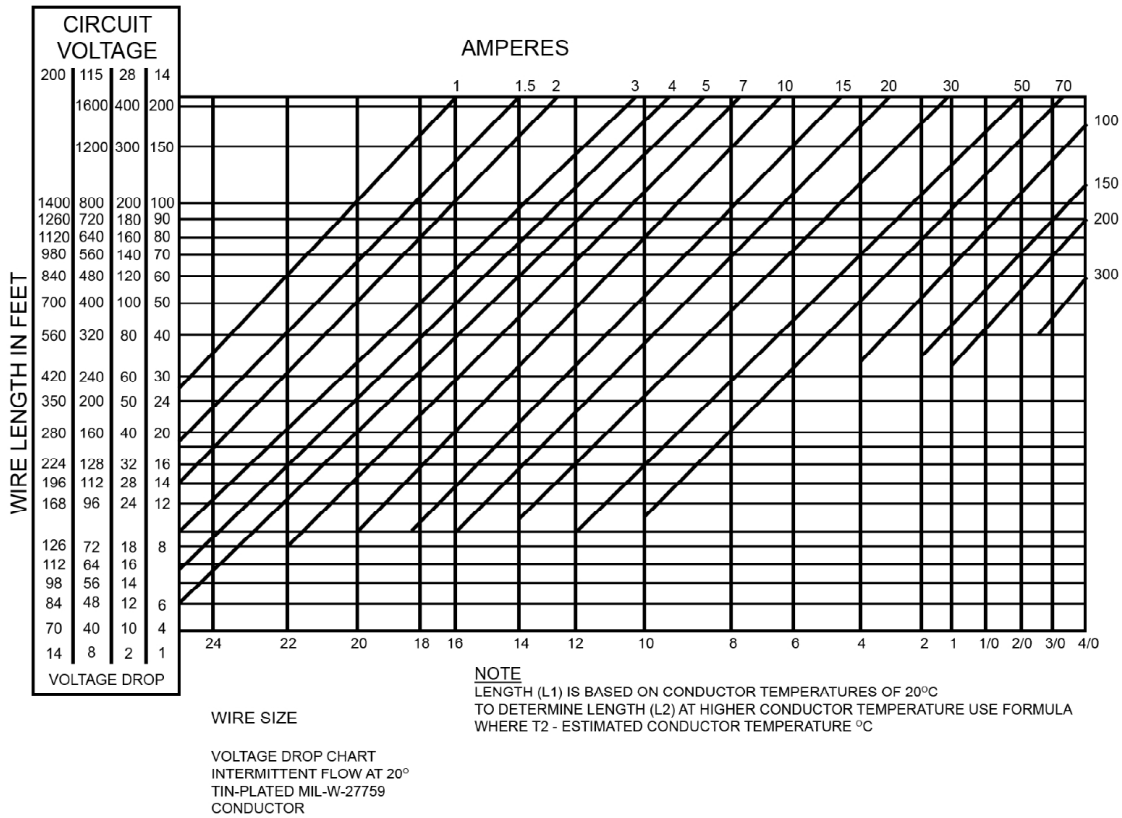 CIRCUIT
VOLTAGE
AMPERES
200 115 28 14
1 1.5 2 3 4 5 7 10 15 20 30 50 70
1600 400 200
100
1200 300 150
150
1400 800 200 100
1260 720 180 90
200
1120 640 160 80
980 560 140 70
840 480 120 60
300
700 400 100 50
560 320 80 40
420 240 60 30
350 200 50 24
280 160 40 20
224 128 32 16
196 112 28 14
168 96 24 12
126 72 18 8
112 64 16
98 56 14
84 48 12 6
70 40 10 4
14 8 2 1
WIRE LENGTH IN FEET
24 22 20 18 16 14 12 10 8 6 4 2 1 1/0 2/0 3/0 4/0
VOLTAGE DROP
NOTE
LENGTH (L1) IS BASED ON CONDUCTOR TEMPERATURES OF 20°C
TO DETERMINE LENGTH (L2) AT HIGHER CONDUCTOR TEMPERATURE USE FORMULA
WHERE T2 - ESTIMATED CONDUCTOR TEMPERATURE °C
WIRE SIZE
VOLTAGE DROP CHART
INTERMITTENT FLOW AT 20°
TIN-PLATED MIL-W-27759
CONDUCTOR